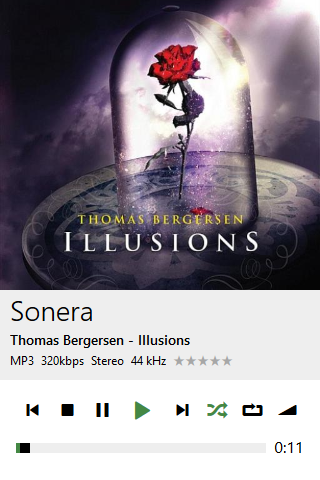 THOMAS BERGERSEN
ILLUSIONS
Sonera
Thomas Bergersen - Illusions
MP3 320kbps Stereo 44 kHz
0:11